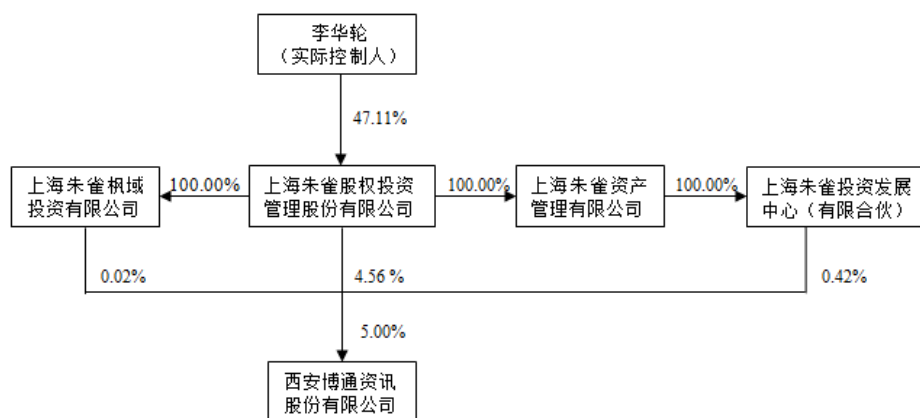 李华轮
（实际控制人）
47.11%
上海朱雀枫域
投资有限公司
100.00%
上海朱雀股权投资
管理股份有限公司
100.00%
上海朱雀资产
管理有限公司
100.00%
上海朱雀投资发展
中心（有限合伙）
0.02%
4.56 %
0.42%
5.00%
西安博通资讯
股份有限公司